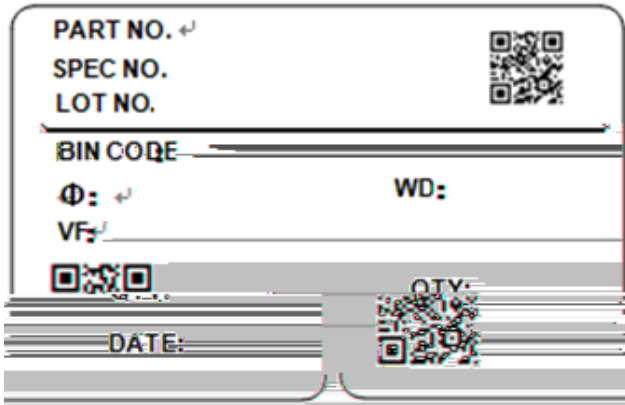 PART NO.
SPEC NO.
LOT NO.
BIN CODE:
Φ: WD:
VF:
QTY:
DATE: